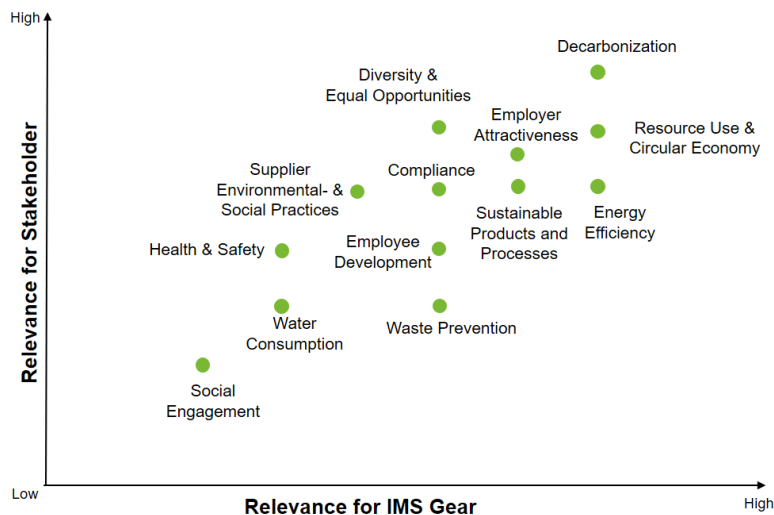 High
Decarbonization
Diversity &
Equal Opportunities
Employer
Attractiveness
Resource Use &
Circular Economy
Supplier
Environmental- &
Social Practices
Compliance
Sustainable
Products and
Processes
Energy
Efficiency
Health & Safety
Employee
Development
Water
Consumption
Waste Prevention
Social
Engagement
Relevance for Stakeholder
Low
Relevance for IMS Gear
High